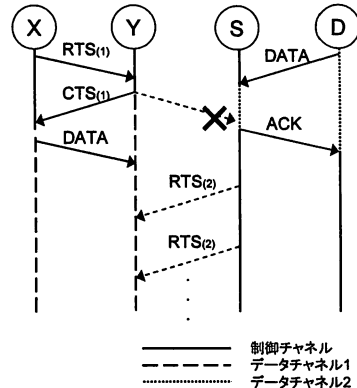 X Y S D
RTS(1)
DATA
CTS(1)
ACK
DATA
RTS(2)
RTS(2)
制御チャネル
データチャネル1
データチャネル2